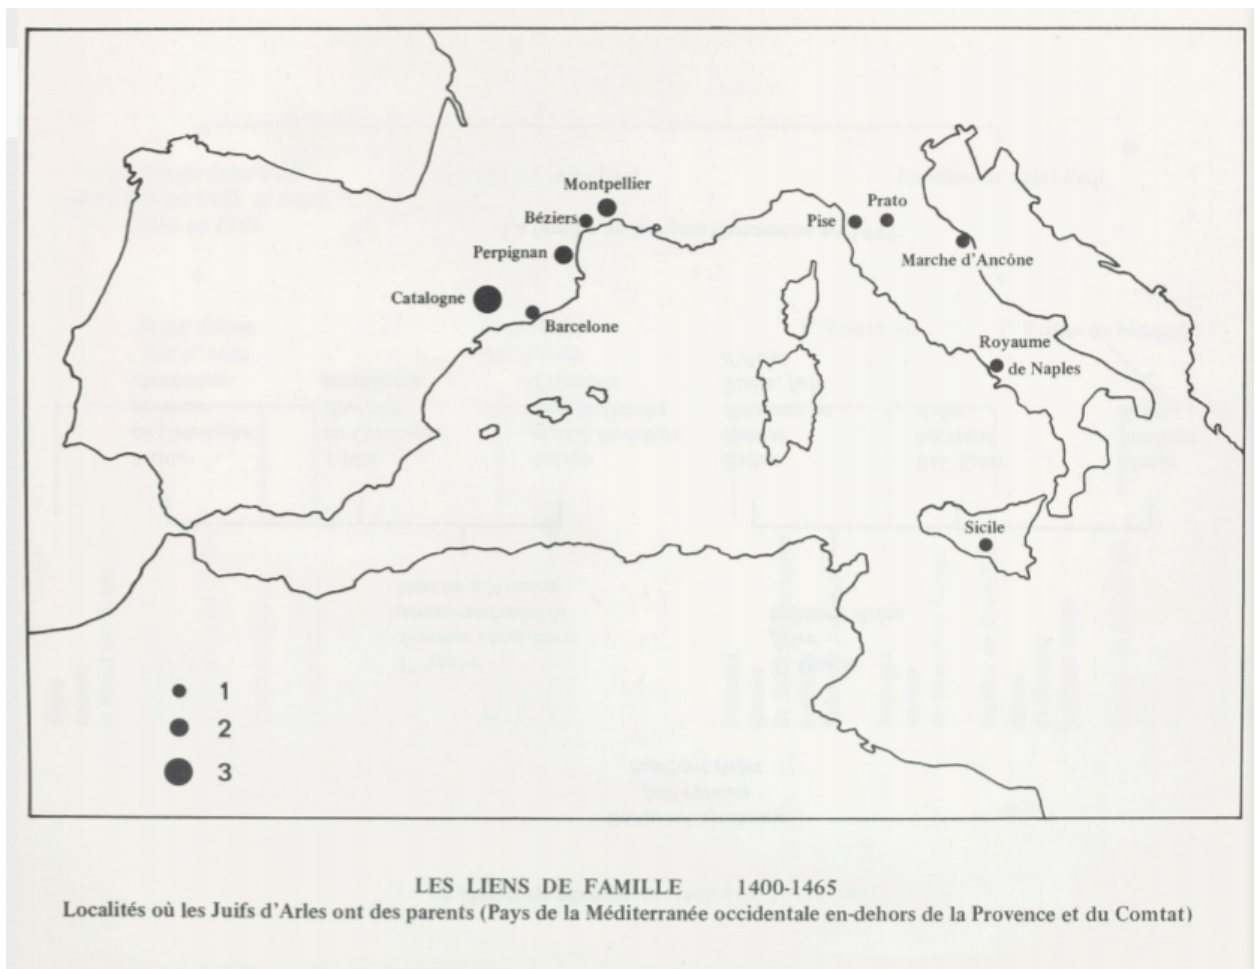 Montpellier
Béziers
Perpignan
Catalogne
Barcelone
Prato
Pise
Marche d'Ancône
Royaume
de Naples
Sicile
1
2
3
LES LIENS DE FAMILLE 1400-1465
Localités où les Juifs d'Arles ont des parents (Pays de la Méditerranée occidentale en-dehors de la Provence et du Comtat)